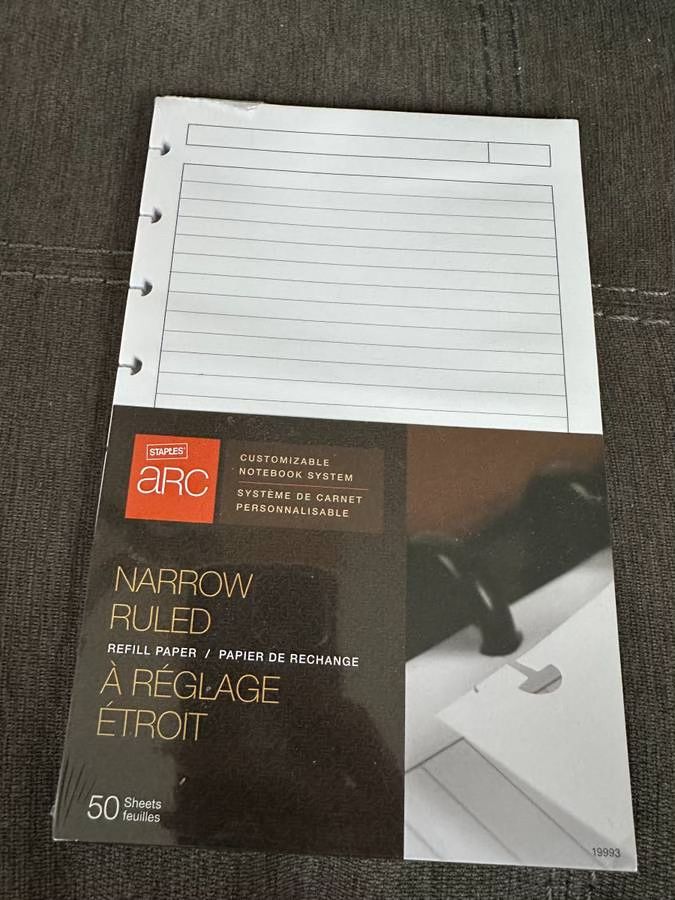 STAPLES
aRC
CUSTOMIZABLE
NOTEBOOK SYSTEM
SYSTÈME DE CARNET
PERSONNALISABLE
NARROW
RULED
REFILL PAPER / PAPIER DE RECHANGE
À RÉGLAGE
ÉTROIT
50 Sheets
feuilles
19993